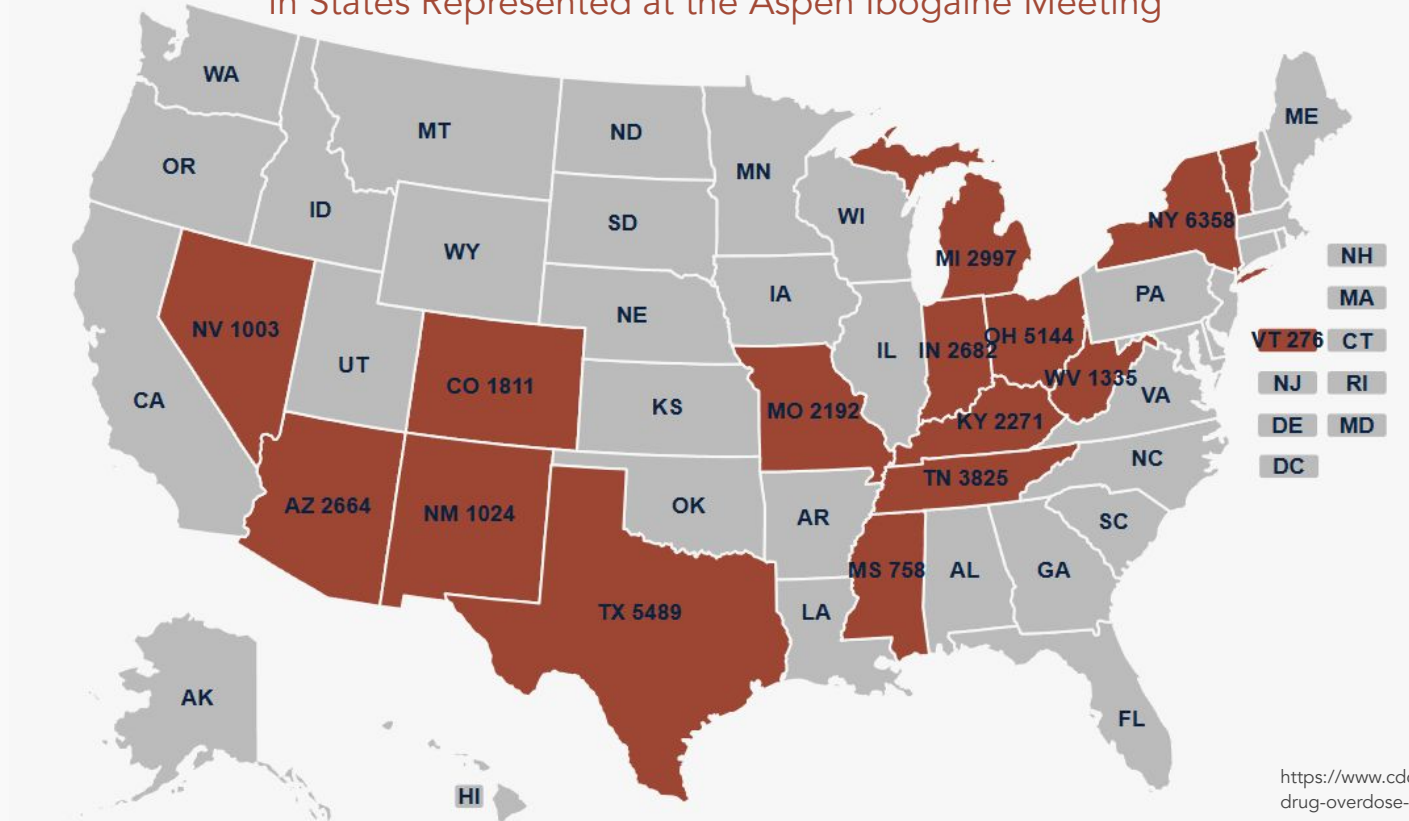 in States Represented at the Aspen Ibogaine Meeting
WA
MT
ND
MN
ME
OR
ID
SD
WI
NY 6358
WY
MI 2997
NH
IA
PA
MA
NE
NV 1003
OH 5144
VT 276
CT
UT
IL
IN 2682
CO 1811
WV 1335
NJ
RI
CA
KS
MO 2192
VA
KY 2271
DE
MD
NC
DC
TN 3825
AZ 2664
NM 1024
OK
AR
SC
MS 758
AL
GA
TX 5489
LA
AK
FL
HI
https://www.cd
drug-overdose-